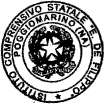 ISTITUTO COMPRENSIVO STATALE "E. DE FILIPPO"
POGGIOMARINO (NA)